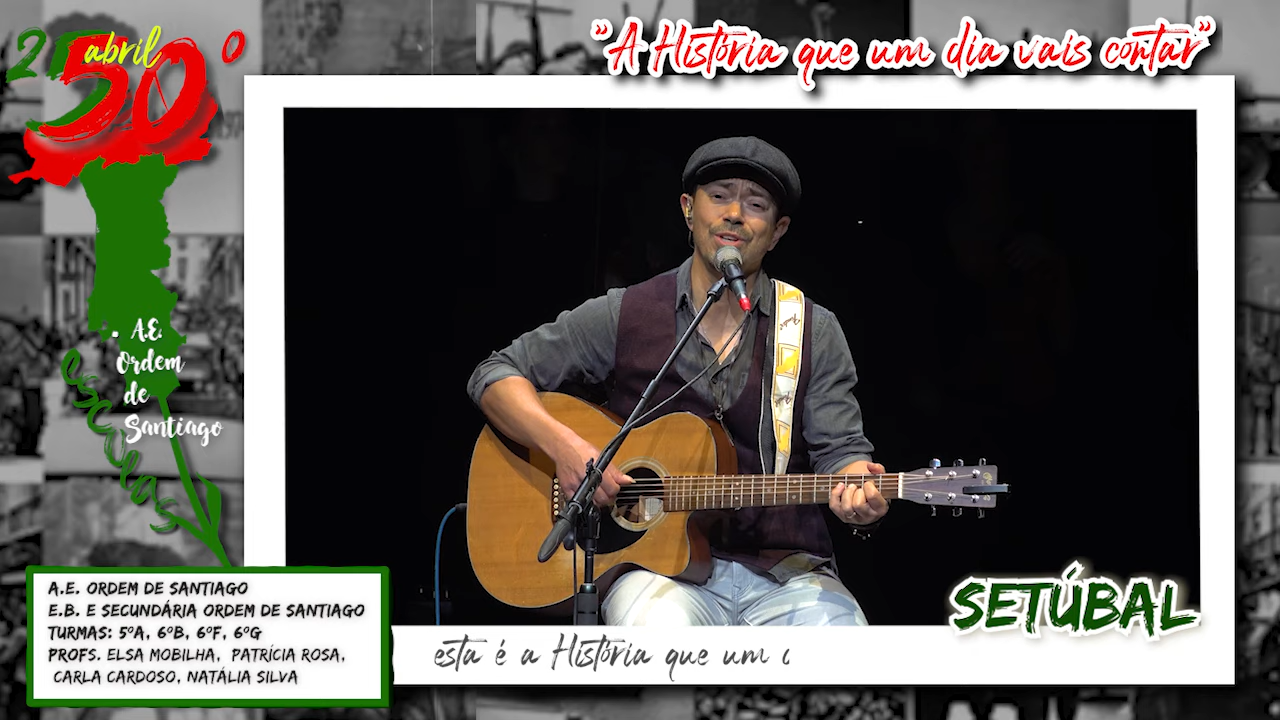 25 abril
50º
"A História que um dia vais contar"
A.E.
Ordem
de
Santiago
escolas
A.E. ORDEM DE SANTIAGO
E.B. E SECUNDÁRIA ORDEM DE SANTIAGO
TURMAS: 5ºA, 6ºB, 6ºF, 6ºG
PROFS. ELSA MOBILHA, PATRÍCIA ROSA,
CARLA CARDOSO, NATÁLIA SILVA
SETÚBAL
esta é a História que um